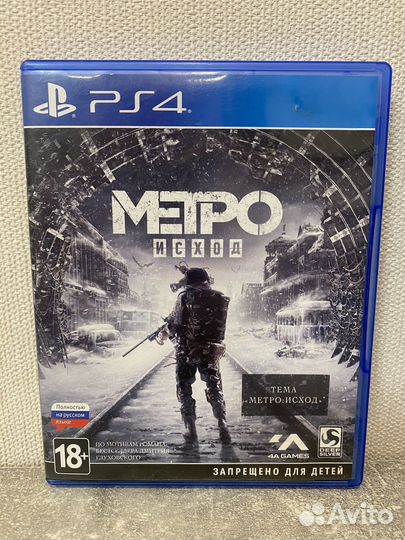 PS4
МЕТРО
ИСХОД
ТЕМА
«МЕТРО:ИСХОД»*
Полностью
на русском
языке
18+
ПО МОТИВАМ РОМАНА-
БЕСТСЕЛЛЕРА ДМИТРИЯ
ГЛУХОВСКОГО
4A GAMES
DEEP
SILVER
ЗАПРЕЩЕНО ДЛЯ ДЕТЕЙ
Avito